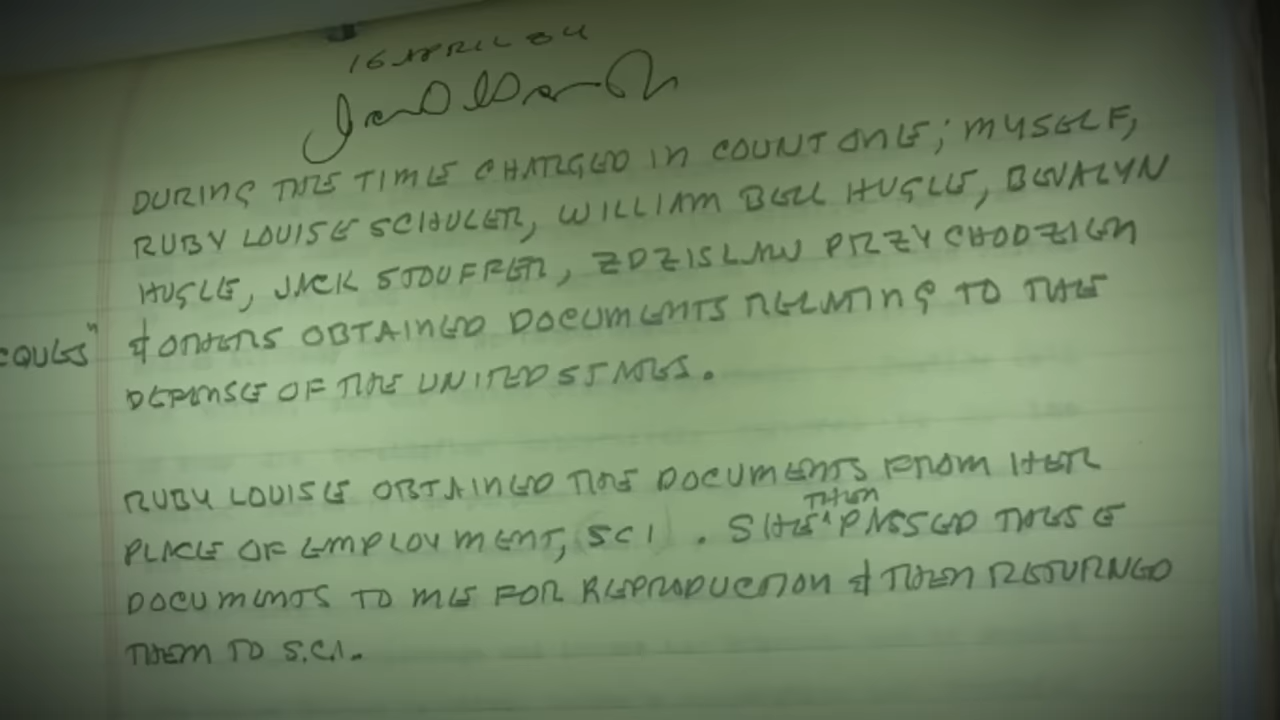 16 APRIL 84
DURING THE TIME CHARGED IN COUNT ONE; MYSELF,
RUBY LOUISE SCHULER, WILLIAM BELL HUGLE, BEVALYN
HUGLE, JACK STOUFFER, ZDZISLAW PRZYCHODZIEN
& OTHERS OBTAINED DOCUMENTS RELATING TO THE
DEFENSE OF THE UNITED STATES.
RUBY LOUISE OBTAINED THE DOCUMENTS FROM HER
THEN
PLACE OF EMPLOYMENT, SCI. SHE ^ PASSED THESE
DOCUMENTS TO ME FOR REPRODUCTION & THEN RETURNED
THEM TO S.C.I.